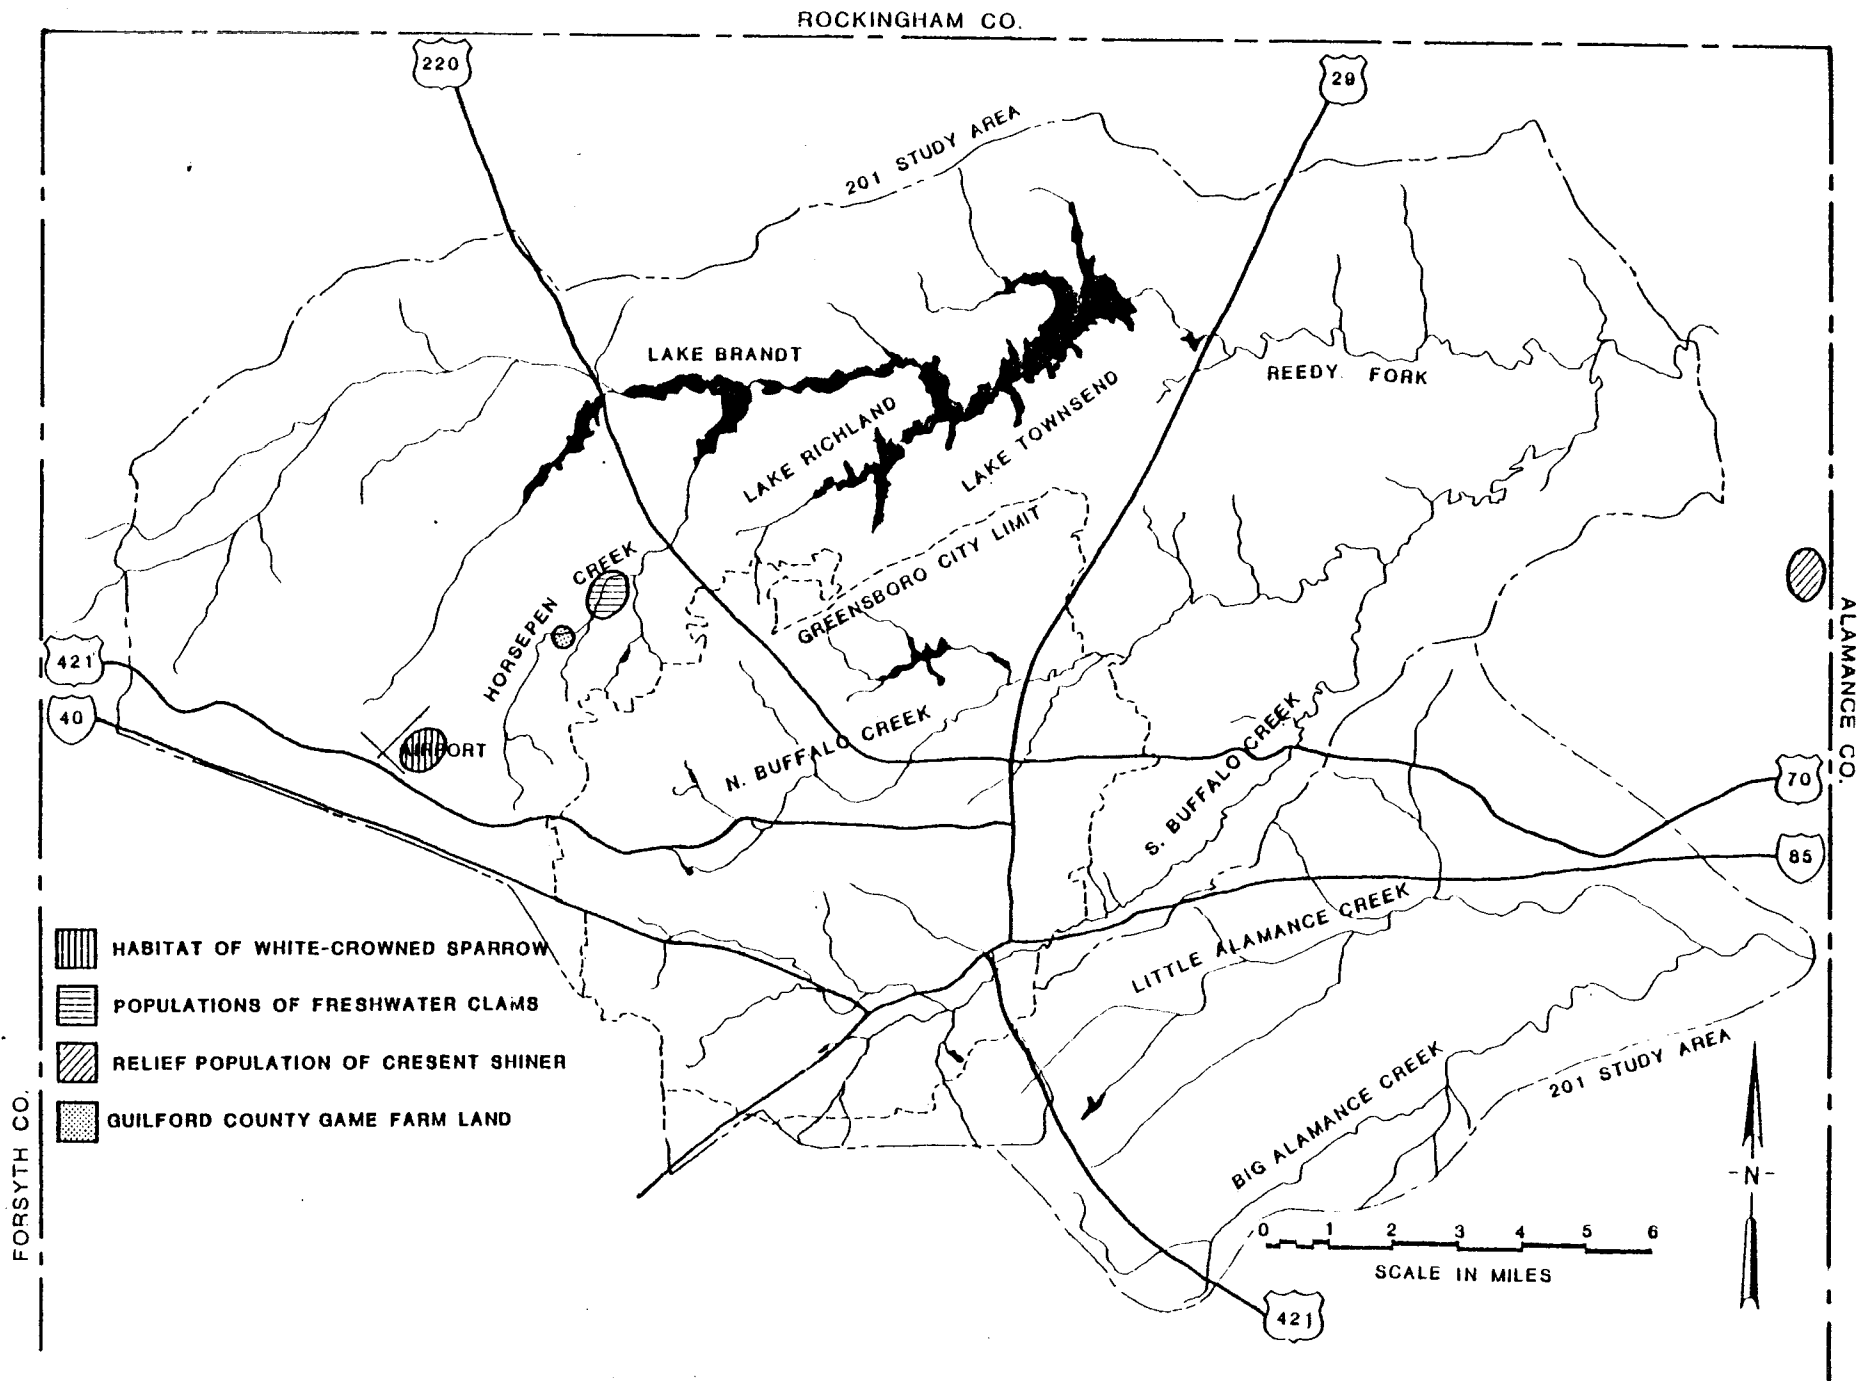 ROCKINGHAM CO.
220
29
201 STUDY AREA
LAKE BRANDT
REEDY. FORK
LAKE RICHLAND
LAKE TOWNSEND
GREENSBORO CITY LIMIT
HORSEPEN CREEK
421
40
AIRPORT
N. BUFFALO CREEK
S. BUFFALO CREEK
ALAMANCE CO.
70
85
LITTLE ALAMANCE CREEK
HABITAT OF WHITE-CROWNED SPARROW
POPULATIONS OF FRESHWATER CLAMS
RELIEF POPULATION OF CRESENT SHINER
GUILFORD COUNTY GAME FARM LAND
FORSYTH CO.
BIG ALAMANCE CREEK
201 STUDY AREA
-N-
0 1 2 3 4 5 6
SCALE IN MILES
421